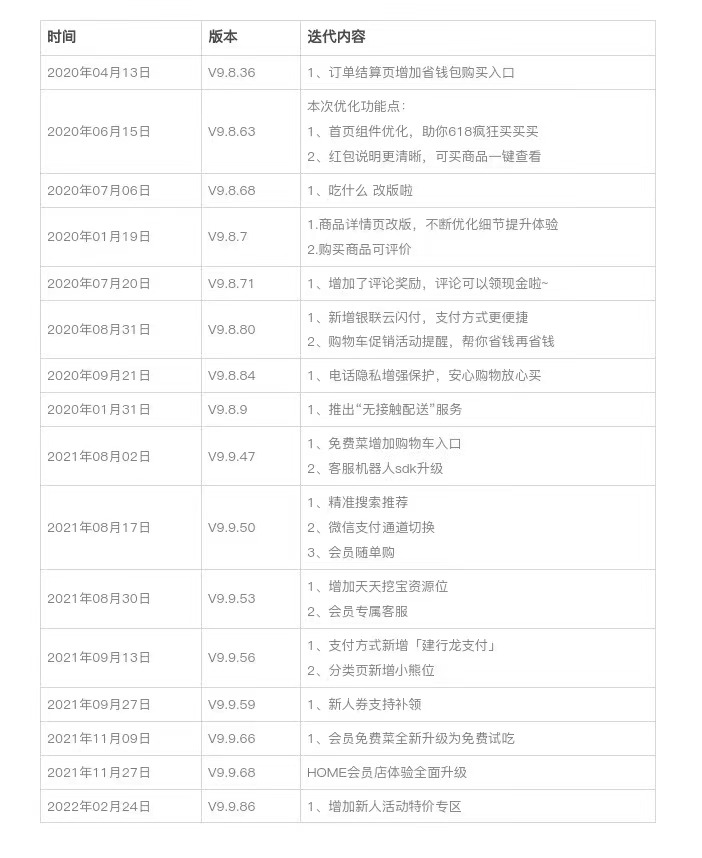 时间 版本 迭代内容
2020年04月13日 V9.8.36 1、订单结算页增加省钱包购买入口
本次优化功能点：
2020年06月15日 V9.8.63 1、首页组件优化，助你618疯狂买买买
2、红包说明更清晰，可买商品一键查看
2020年07月06日 V9.8.68 1、吃什么 改版啦
2020年01月19日 V9.8.7 1.商品详情页改版，不断优化细节提升体验
2.购买商品可评价
2020年07月20日 V9.8.71 1、增加了评论奖励，评论可以领现金啦~
2020年08月31日 V9.8.80 1、新增银联云闪付，支付方式更便捷
2、购物车促销活动提醒，帮你省钱再省钱
2020年09月21日 V9.8.84 1、电话隐私增强保护，安心购物放心买
2020年01月31日 V9.8.9 1、推出“无接触配送”服务
2021年08月02日 V9.9.47 1、免费菜增加购物车入口
2、客服机器人sdk升级
1、精准搜索推荐
2021年08月17日 V9.9.50 2、微信支付通道切换
3、会员随单购
2021年08月30日 V9.9.53 1、增加天天挖宝资源位
2、会员专属客服
2021年09月13日 V9.9.56 1、支付方式新增「建行龙支付」
2、分类页新增小熊位
2021年09月27日 V9.9.59 1、新人券支持补领
2021年11月09日 V9.9.66 1、会员免费菜全新升级为免费试吃
2021年11月27日 V9.9.68 HOME会员店体验全面升级
2022年02月24日 V9.9.86 1、增加新人活动特价专区